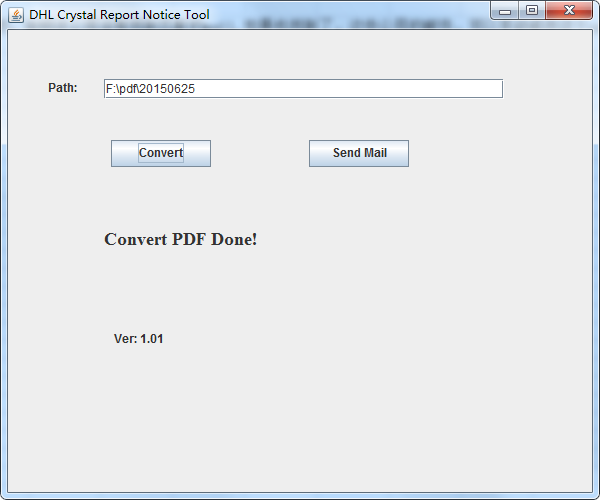 DHL Crystal Report Notice Tool
Path: F:\pdf\20150625
Convert Send Mail
Convert PDF Done!
Ver: 1.01